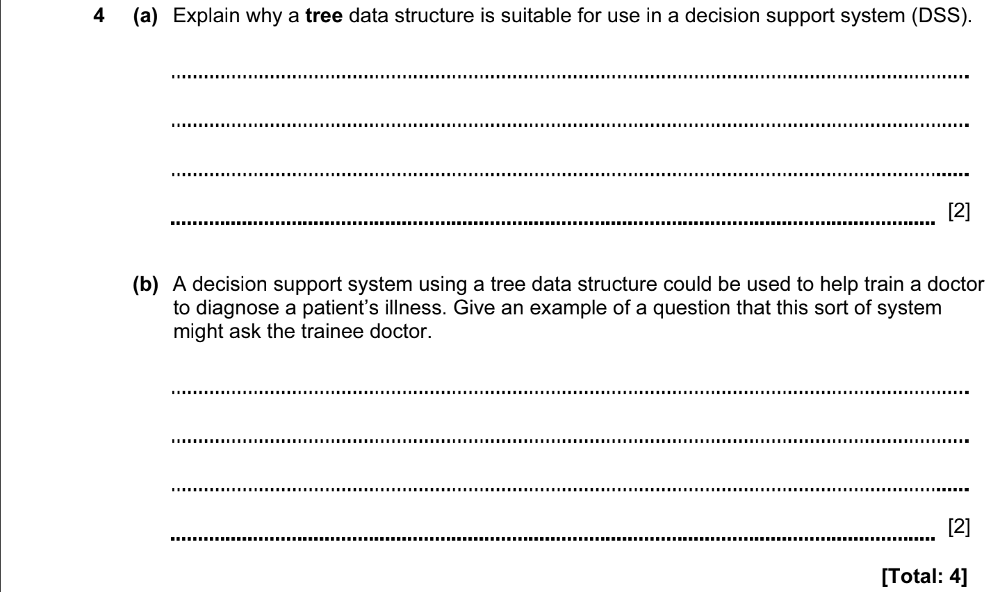 4 (a) Explain why a tree data structure is suitable for use in a decision support system (DSS).
[2]
(b) A decision support system using a tree data structure could be used to help train a doctor
to diagnose a patient’s illness. Give an example of a question that this sort of system
might ask the trainee doctor.
[2]
[Total: 4]